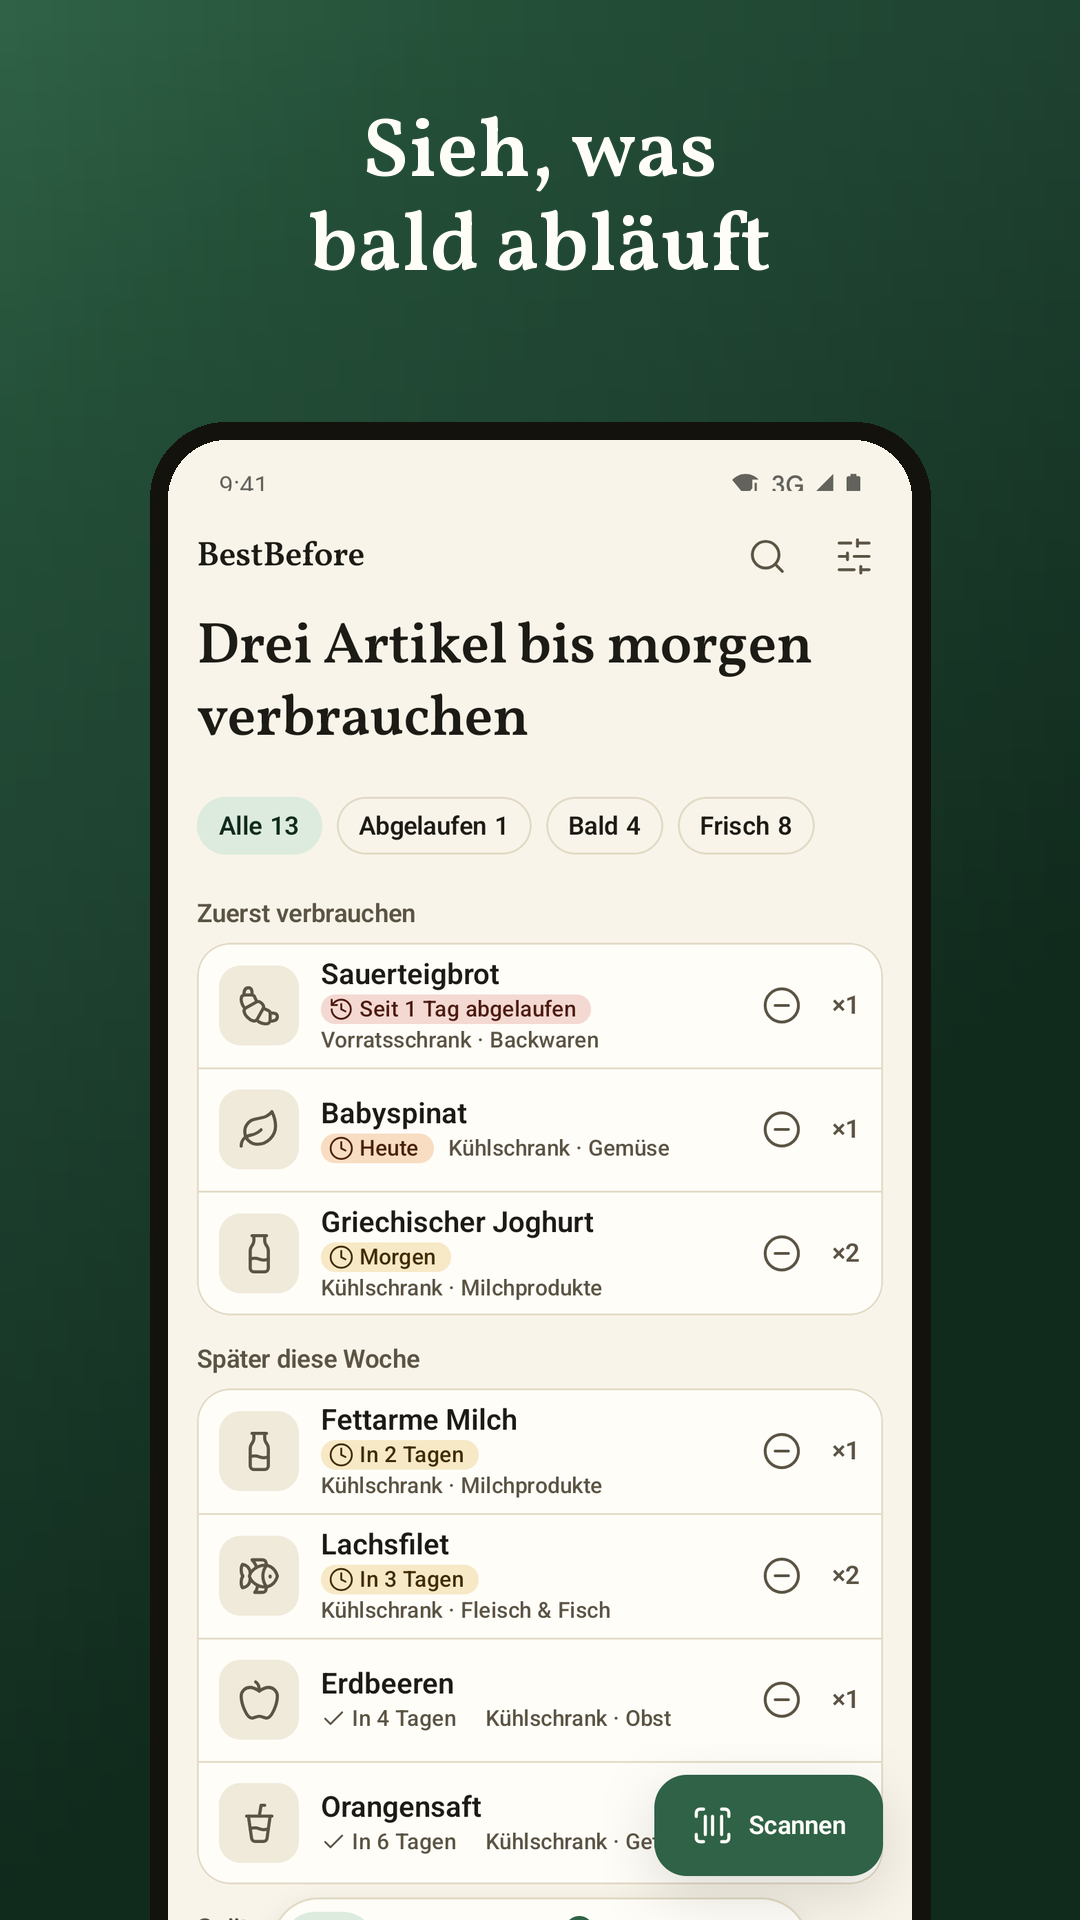 Sieh, was
bald abläuft
9:41
3G
BestBefore
Drei Artikel bis morgen
verbrauchen
Alle 13
Abgelaufen 1
Bald 4
Frisch 8
Zuerst verbrauchen
Sauerteigbrot
Seit 1 Tag abgelaufen
Vorratsschrank · Backwaren
×1
Babyspinat
Heute Kühlschrank · Gemüse
×1
Griechischer Joghurt
Morgen
Kühlschrank · Milchprodukte
×2
Später diese Woche
Fettarme Milch
In 2 Tagen
Kühlschrank · Milchprodukte
×1
Lachsfilet
In 3 Tagen
Kühlschrank · Fleisch & Fisch
×2
Erdbeeren
In 4 Tagen Kühlschrank · Obst
×1
Orangensaft
In 6 Tagen Kühlschrank ·
Scannen